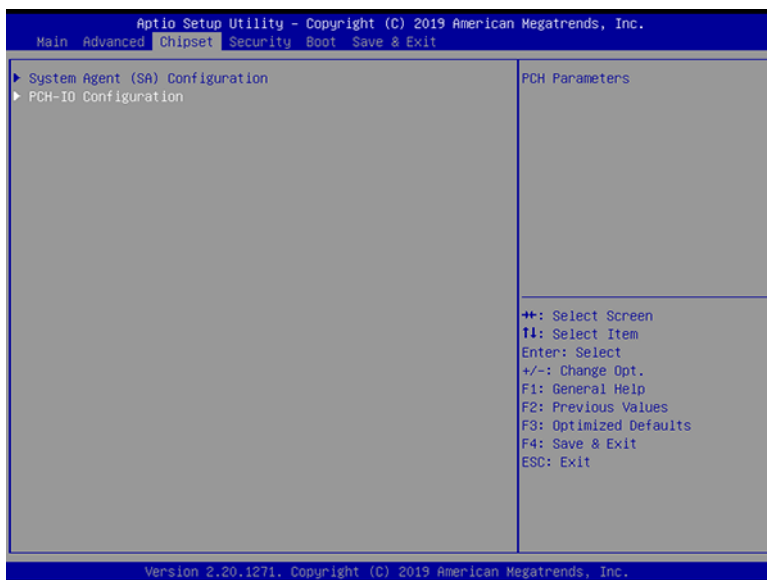 Aptio Setup Utility – Copyright (C) 2019 American Megatrends, Inc.
Main Advanced Chipset Security Boot Save & Exit
System Agent (SA) Configuration
PCH-IO Configuration
PCH Parameters
→←: Select Screen
↑↓: Select Item
Enter: Select
+/-: Change Opt.
F1: General Help
F2: Previous Values
F3: Optimized Defaults
F4: Save & Exit
ESC: Exit
Version 2.20.1271. Copyright (C) 2019 American Megatrends, Inc.